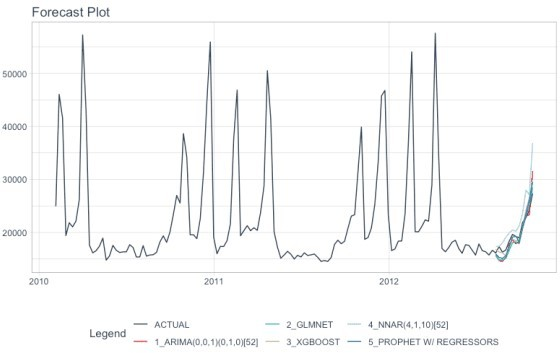 Forecast Plot
50000
40000
30000
20000
2010
2011
2012
Legend
ACTUAL
2_GLMNET
4_NNAR(4,1,10)[52]
1_ARIMA(0,0,1)(0,1,0)[52]
3_XGBOOST
5_PROPHET W/ REGRESSORS